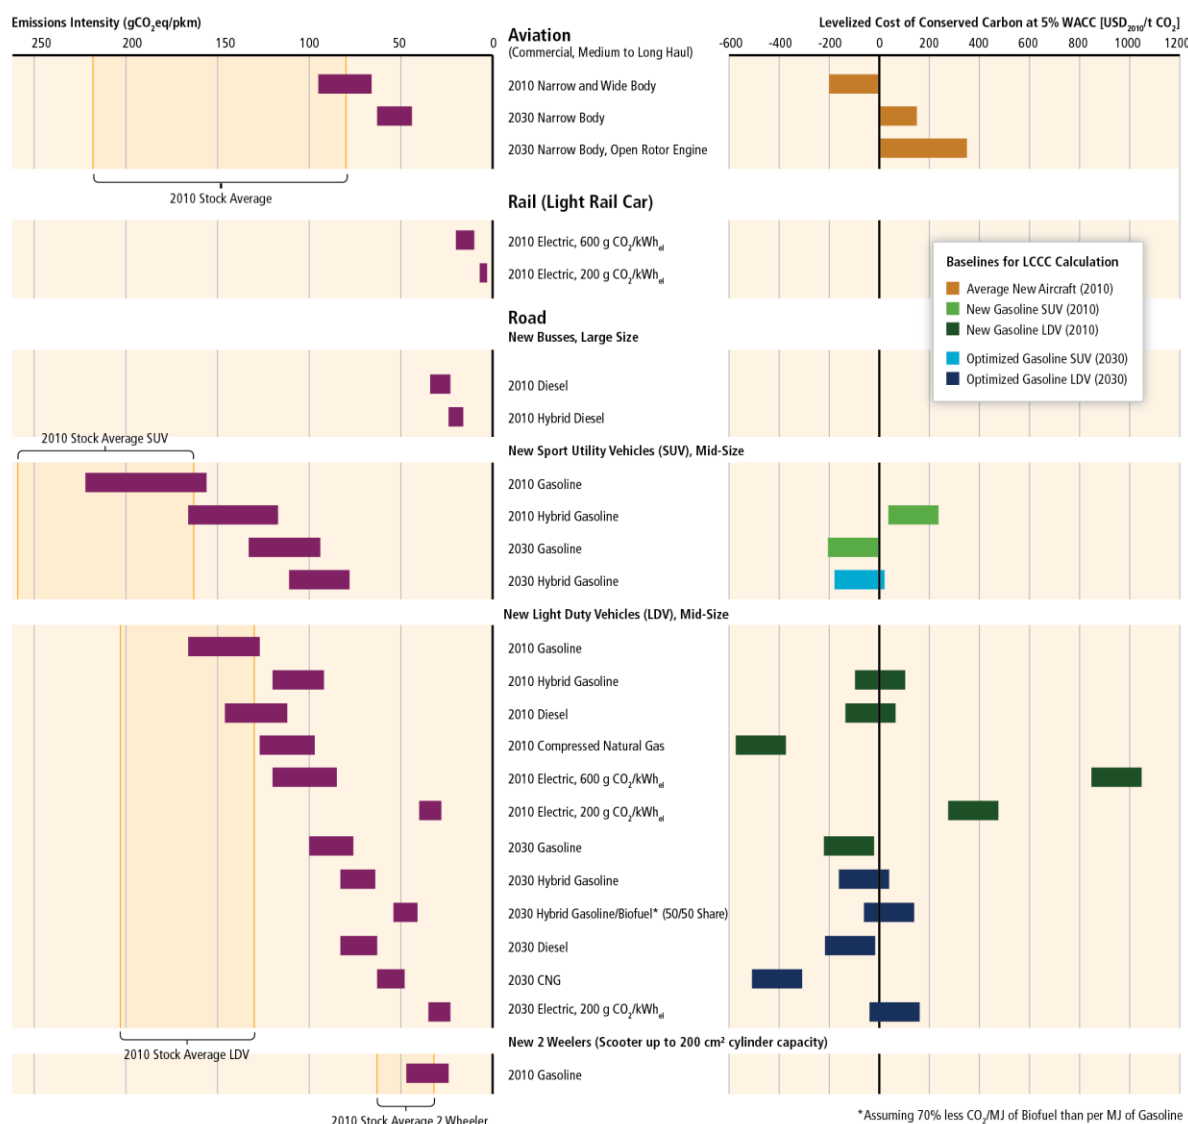 Emissions Intensity (gCO2eq/pkm)
Levelized Cost of Conserved Carbon at 5% WACC [USD2010/t CO2]
250 200 150 100 50 0
Aviation
(Commercial, Medium to Long Haul)
-600 -400 -200 0 200 400 600 800 1000 1200
2010 Narrow and Wide Body
2030 Narrow Body
2030 Narrow Body, Open Rotor Engine
2010 Stock Average
Rail (Light Rail Car)
2010 Electric, 600 g CO2/kWhel
2010 Electric, 200 g CO2/kWhel
Baselines for LCCC Calculation
Average New Aircraft (2010)
New Gasoline SUV (2010)
New Gasoline LDV (2010)
Optimized Gasoline SUV (2030)
Optimized Gasoline LDV (2030)
Road
New Busses, Large Size
2010 Diesel
2010 Hybrid Diesel
2010 Stock Average SUV
New Sport Utility Vehicles (SUV), Mid-Size
2010 Gasoline
2010 Hybrid Gasoline
2030 Gasoline
2030 Hybrid Gasoline
New Light Duty Vehicles (LDV), Mid-Size
2010 Gasoline
2010 Hybrid Gasoline
2010 Diesel
2010 Compressed Natural Gas
2010 Electric, 600 g CO2/kWhel
2010 Electric, 200 g CO2/kWhel
2030 Gasoline
2030 Hybrid Gasoline
2030 Hybrid Gasoline/Biofuel* (50/50 Share)
2030 Diesel
2030 CNG
2030 Electric, 200 g CO2/kWhel
2010 Stock Average LDV
New 2 Weelers (Scooter up to 200 cm² cylinder capacity)
2010 Gasoline
2010 Stock Average 2 Wheeler
*Assuming 70% less CO2/MJ of Biofuel than per MJ of Gasoline